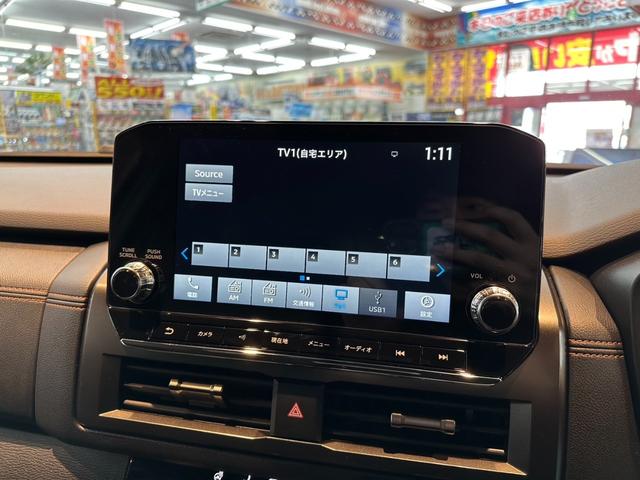 TV1(自宅エリア)
1:11
Source
TVメニュー
1 2 3 4 5 6
TUNE SCROLL
PUSH SOUND
VOL
電話
AM
FM
交通情報
USB1
設定
カメラ
現在地
メニュー
オーディオ